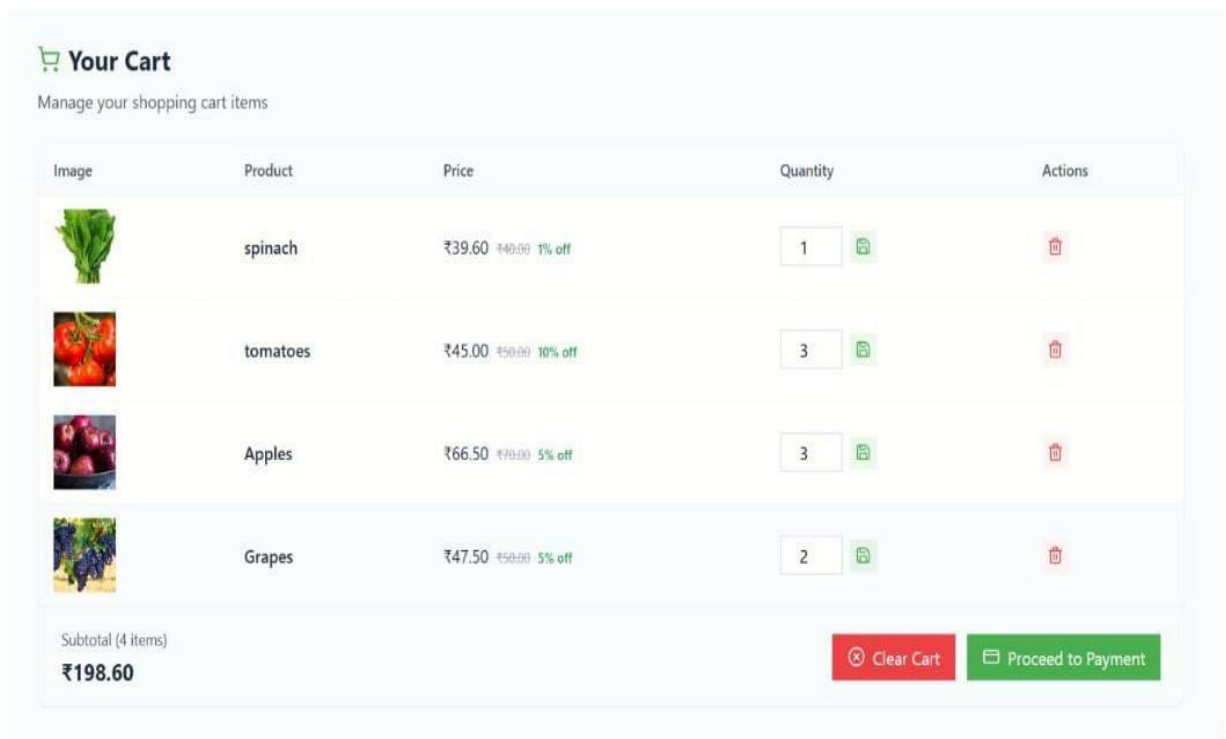 Your Cart
Manage your shopping cart items
Image Product Price Quantity Actions
spinach ₹39.60 ₹40.00 1% off 1
tomatoes ₹45.00 ₹50.00 10% off 3
Apples ₹66.50 ₹70.00 5% off 3
Grapes ₹47.50 ₹50.00 5% off 2
Subtotal (4 items)
₹198.60
Clear Cart Proceed to Payment